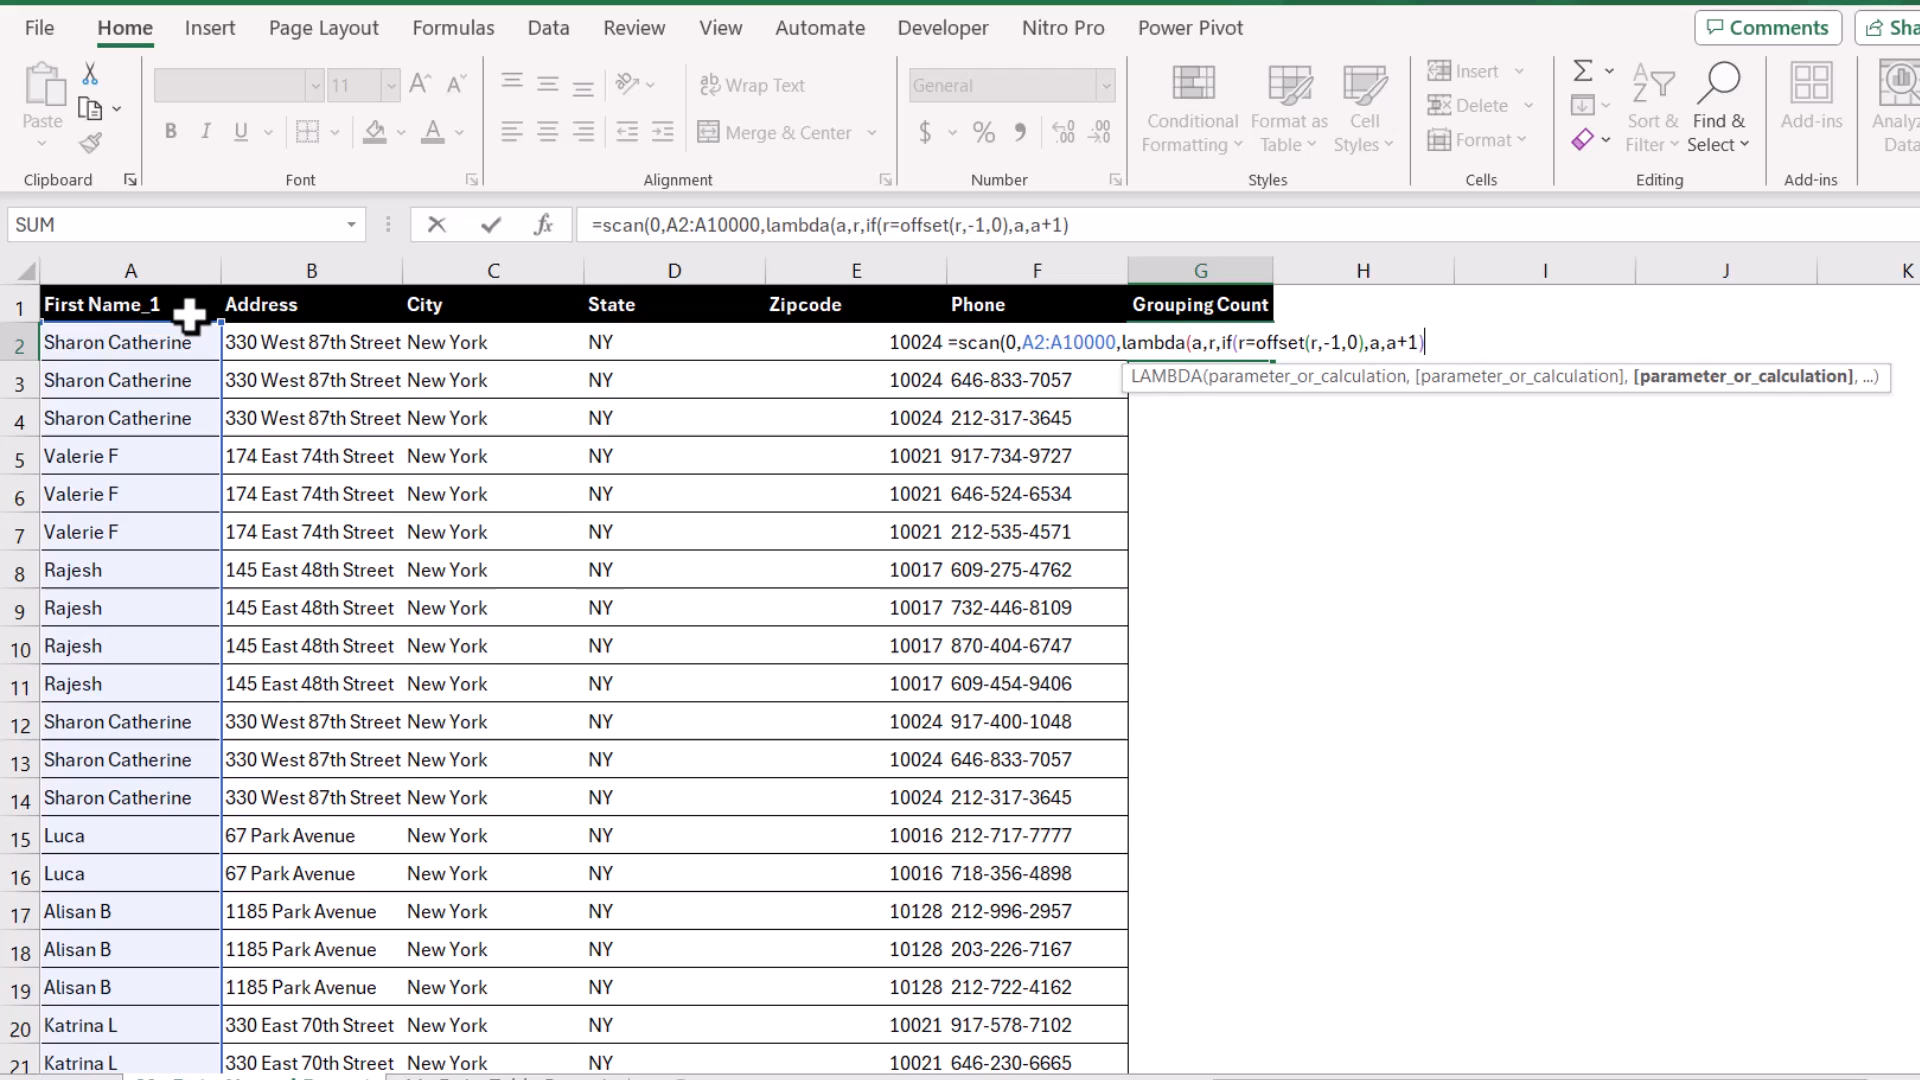 File Home Insert Page Layout Formulas Data Review View Automate Developer Nitro Pro Power Pivot Comments Sha
11 Wrap Text General Insert
Paste Conditional Format as Cell Delete Sort & Find & Add-ins Analyz
B I U Merge & Center $ % Formatting Table Styles Format Filter Select Data
Clipboard Font Alignment Number Styles Cells Editing Add-ins
SUM fx =scan(0,A2:A10000,lambda(a,r,if(r=offset(r,-1,0),a,a+1)
A B C D E F G H I J K
1 First Name_1 Address City State Zipcode Phone Grouping Count
2 Sharon Catherine 330 West 87th Street New York NY 10024 =scan(0,A2:A10000,lambda(a,r,if(r=offset(r,-1,0),a,a+1)
3 Sharon Catherine 330 West 87th Street New York NY 10024 646-833-7057 LAMBDA(parameter_or_calculation, [parameter_or_calculation], [parameter_or_calculation], ...)
4 Sharon Catherine 330 West 87th Street New York NY 10024 212-317-3645
5 Valerie F 174 East 74th Street New York NY 10021 917-734-9727
6 Valerie F 174 East 74th Street New York NY 10021 646-524-6534
7 Valerie F 174 East 74th Street New York NY 10021 212-535-4571
8 Rajesh 145 East 48th Street New York NY 10017 609-275-4762
9 Rajesh 145 East 48th Street New York NY 10017 732-446-8109
10 Rajesh 145 East 48th Street New York NY 10017 870-404-6747
11 Rajesh 145 East 48th Street New York NY 10017 609-454-9406
12 Sharon Catherine 330 West 87th Street New York NY 10024 917-400-1048
13 Sharon Catherine 330 West 87th Street New York NY 10024 646-833-7057
14 Sharon Catherine 330 West 87th Street New York NY 10024 212-317-3645
15 Luca 67 Park Avenue New York NY 10016 212-717-7777
16 Luca 67 Park Avenue New York NY 10016 718-356-4898
17 Alisan B 1185 Park Avenue New York NY 10128 212-996-2957
18 Alisan B 1185 Park Avenue New York NY 10128 203-226-7167
19 Alisan B 1185 Park Avenue New York NY 10128 212-722-4162
20 Katrina L 330 East 70th Street New York NY 10021 917-578-7102
21 Katrina L 330 East 70th Street New York NY 10021 646-230-6665